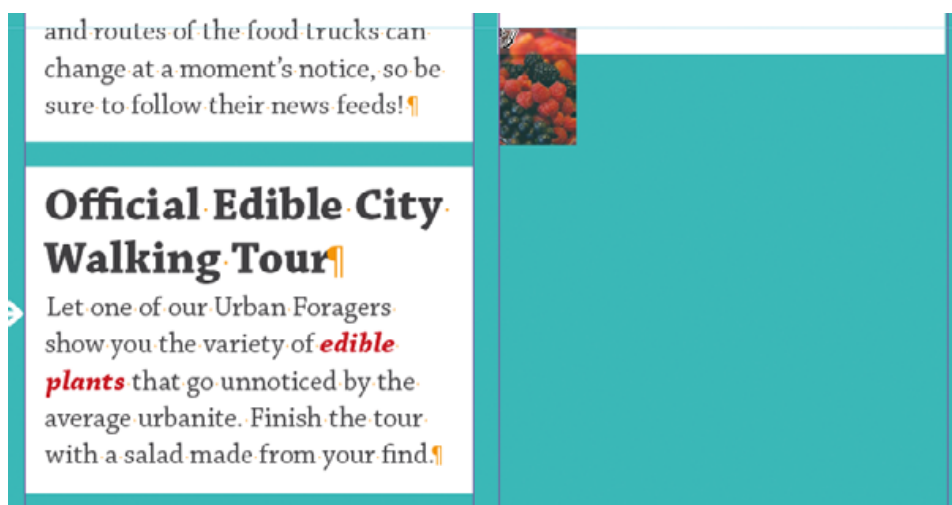 and routes of the food trucks can
change at a moment's notice, so be
sure to follow their news feeds!¶
Official Edible City
Walking Tour¶
Let one of our Urban Foragers
show you the variety of edible
plants that go unnoticed by the
average urbanite. Finish the tour
with a salad made from your find.¶